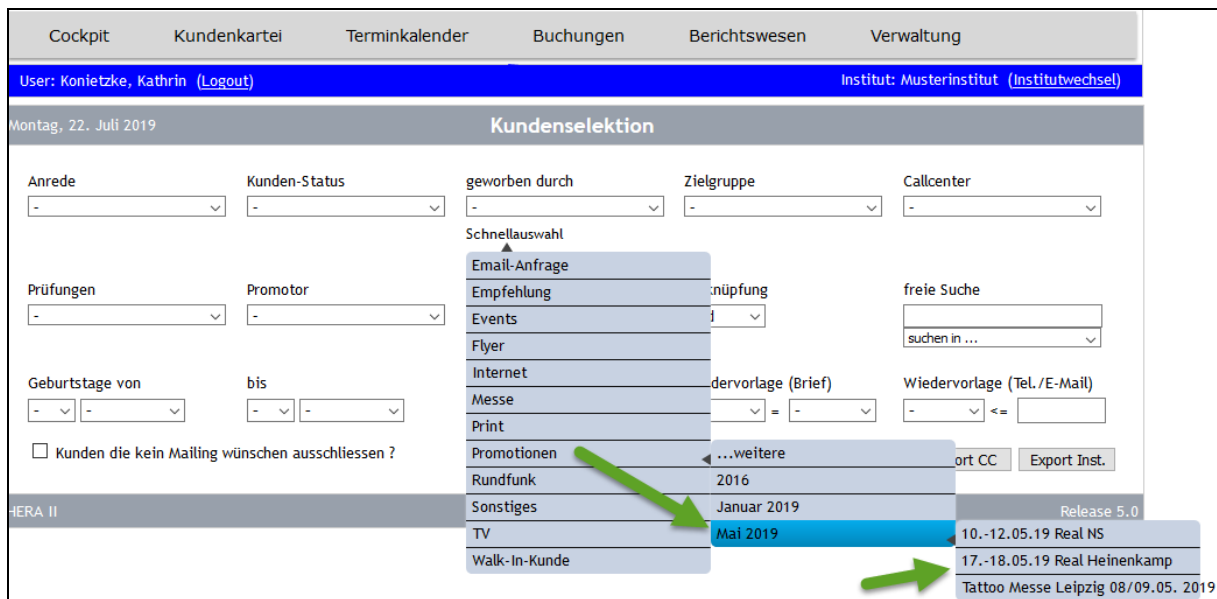 Cockpit Kundenkartei Terminkalender Buchungen Berichtswesen Verwaltung
User: Konietzke, Kathrin (Logout) Institut: Musterinstitut (Institutwechsel)
Montag, 22. Juli 2019 Kundenselektion
Anrede Kunden-Status geworben durch Zielgruppe Callcenter
- - - - -
Schnellauswahl
Email-Anfrage
Prüfungen Promotor Empfehlung knüpfung freie Suche
- - Events
Flyer suchen in ...
Internet
Geburtstage von bis dervorlage (Brief) Wiedervorlage (Tel./E-Mail)
- - - - Messe = - - <=
Print
Kunden die kein Mailing wünschen ausschliessen ? Promotionen ...weitere ort CC Export Inst.
Rundfunk 2016
HERA II Sonstiges Januar 2019 Release 5.0
TV Mai 2019 10.-12.05.19 Real NS
Walk-In-Kunde 17.-18.05.19 Real Heinenkamp
Tattoo Messe Leipzig 08/09.05. 2019